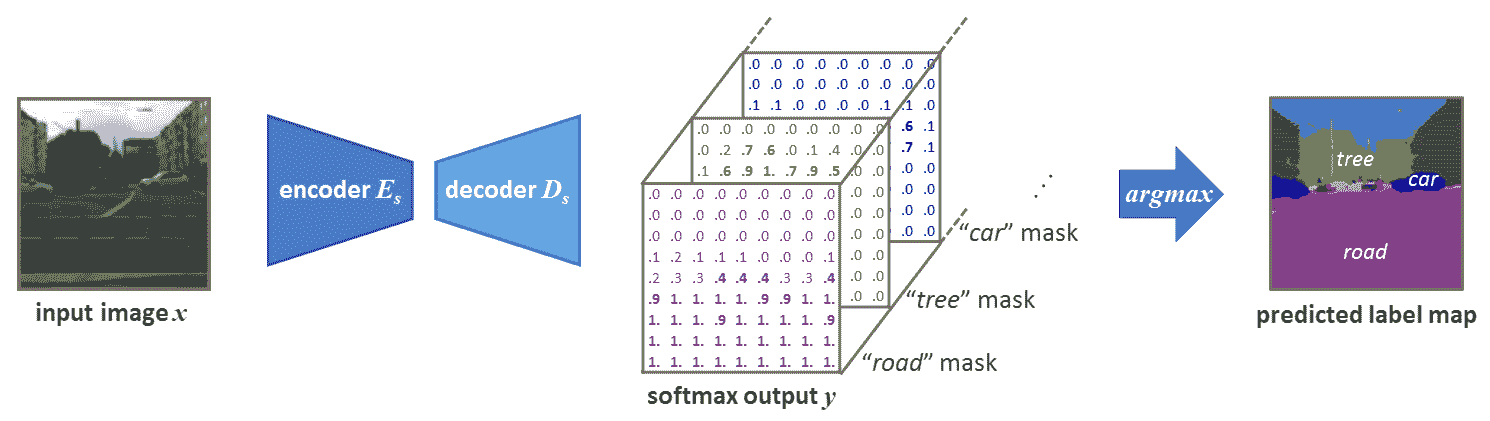 input image x
encoder Es
decoder Ds
.0 .0 .0 .0 .0 .0 .0 .0 .0
.0 .0 .0 .0 .0 .0 .0 .0 .0
.1 .1 .0 .0 .0 .0 .1 .1 .0
.6 .1
.7 .1
.0 .0
.0 .0
.0 .0
.0 .0
"car" mask
.0 .0 .0 .0 .0 .0 .0 .0 .0
.0 .2 .7 .6 .0 .1 .4 .0 .0
.1 .6 .9 1. .7 .9 .5 .0 .0
.0 .0
.0 .0
.0 .0
.0 .0
.0 .0
.0 .0
"tree" mask
.0 .0 .0 .0 .0 .0 .0 .0 .0
.0 .0 .0 .0 .0 .0 .0 .0 .0
.0 .0 .0 .0 .0 .0 .0 .0 .0
.1 .2 .1 .1 .0 .0 .0 .0 .1
.2 .3 .3 .4 .4 .4 .3 .3 .4
.9 1. 1. 1. 1. .9 .9 1. 1.
1. 1. 1. .9 1. 1. 1. 1. .9
1. 1. 1. 1. 1. 1. 1. 1. 1.
1. 1. 1. 1. 1. 1. 1. 1. 1.
"road" mask
softmax output y
argmax
tree
car
road
predicted label map